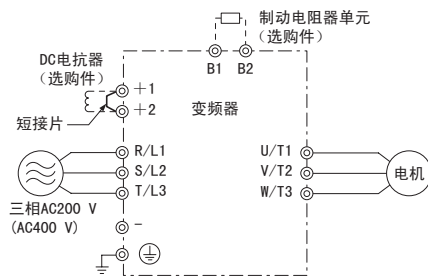 制动电阻器单元
（选购件）
DC电抗器
（选购件）
B1 B2
+1
+2
变频器
短接片
R/L1
S/L2
T/L3
U/T1
V/T2
W/T3
电机
三相AC200 V
(AC400 V)
-